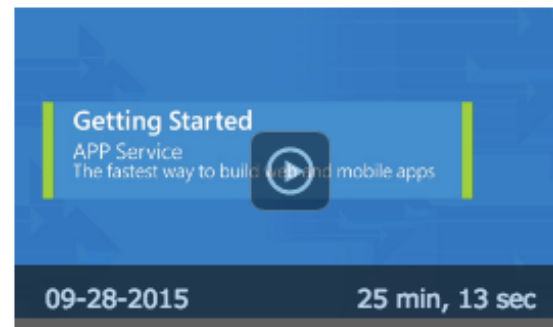 Getting Started
APP Service
The fastest way to build web and mobile apps
09-28-2015
25 min, 13 sec